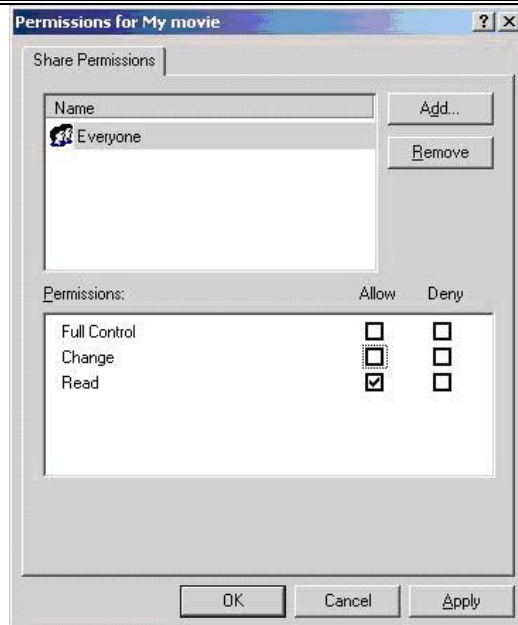 Permissions for My movie
Share Permissions
Name
Add...
Everyone
Remove
Permissions: Allow Deny
Full Control
Change
Read
OK Cancel Apply